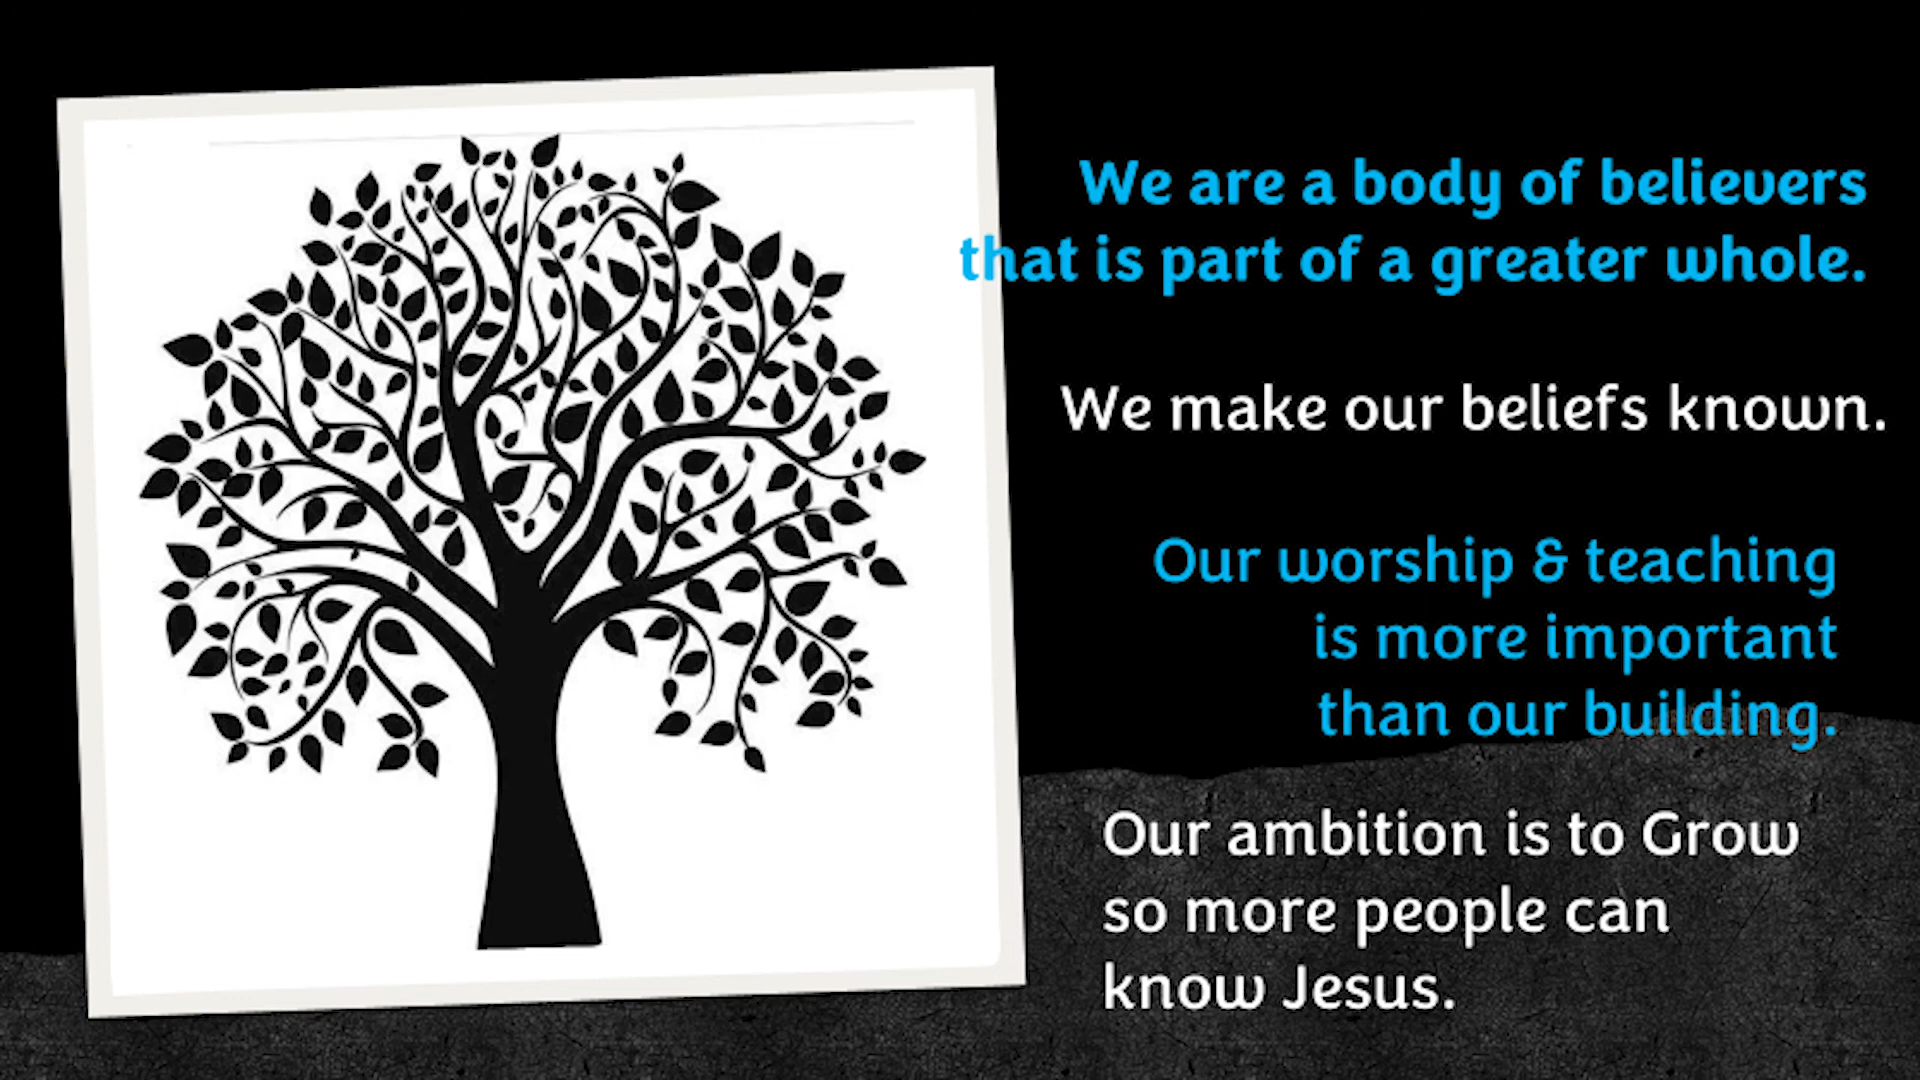 We are a body of believers
that is part of a greater whole.
We make our beliefs known.
Our worship & teaching
is more important
than our building.
Our ambition is to Grow
so more people can
know Jesus.